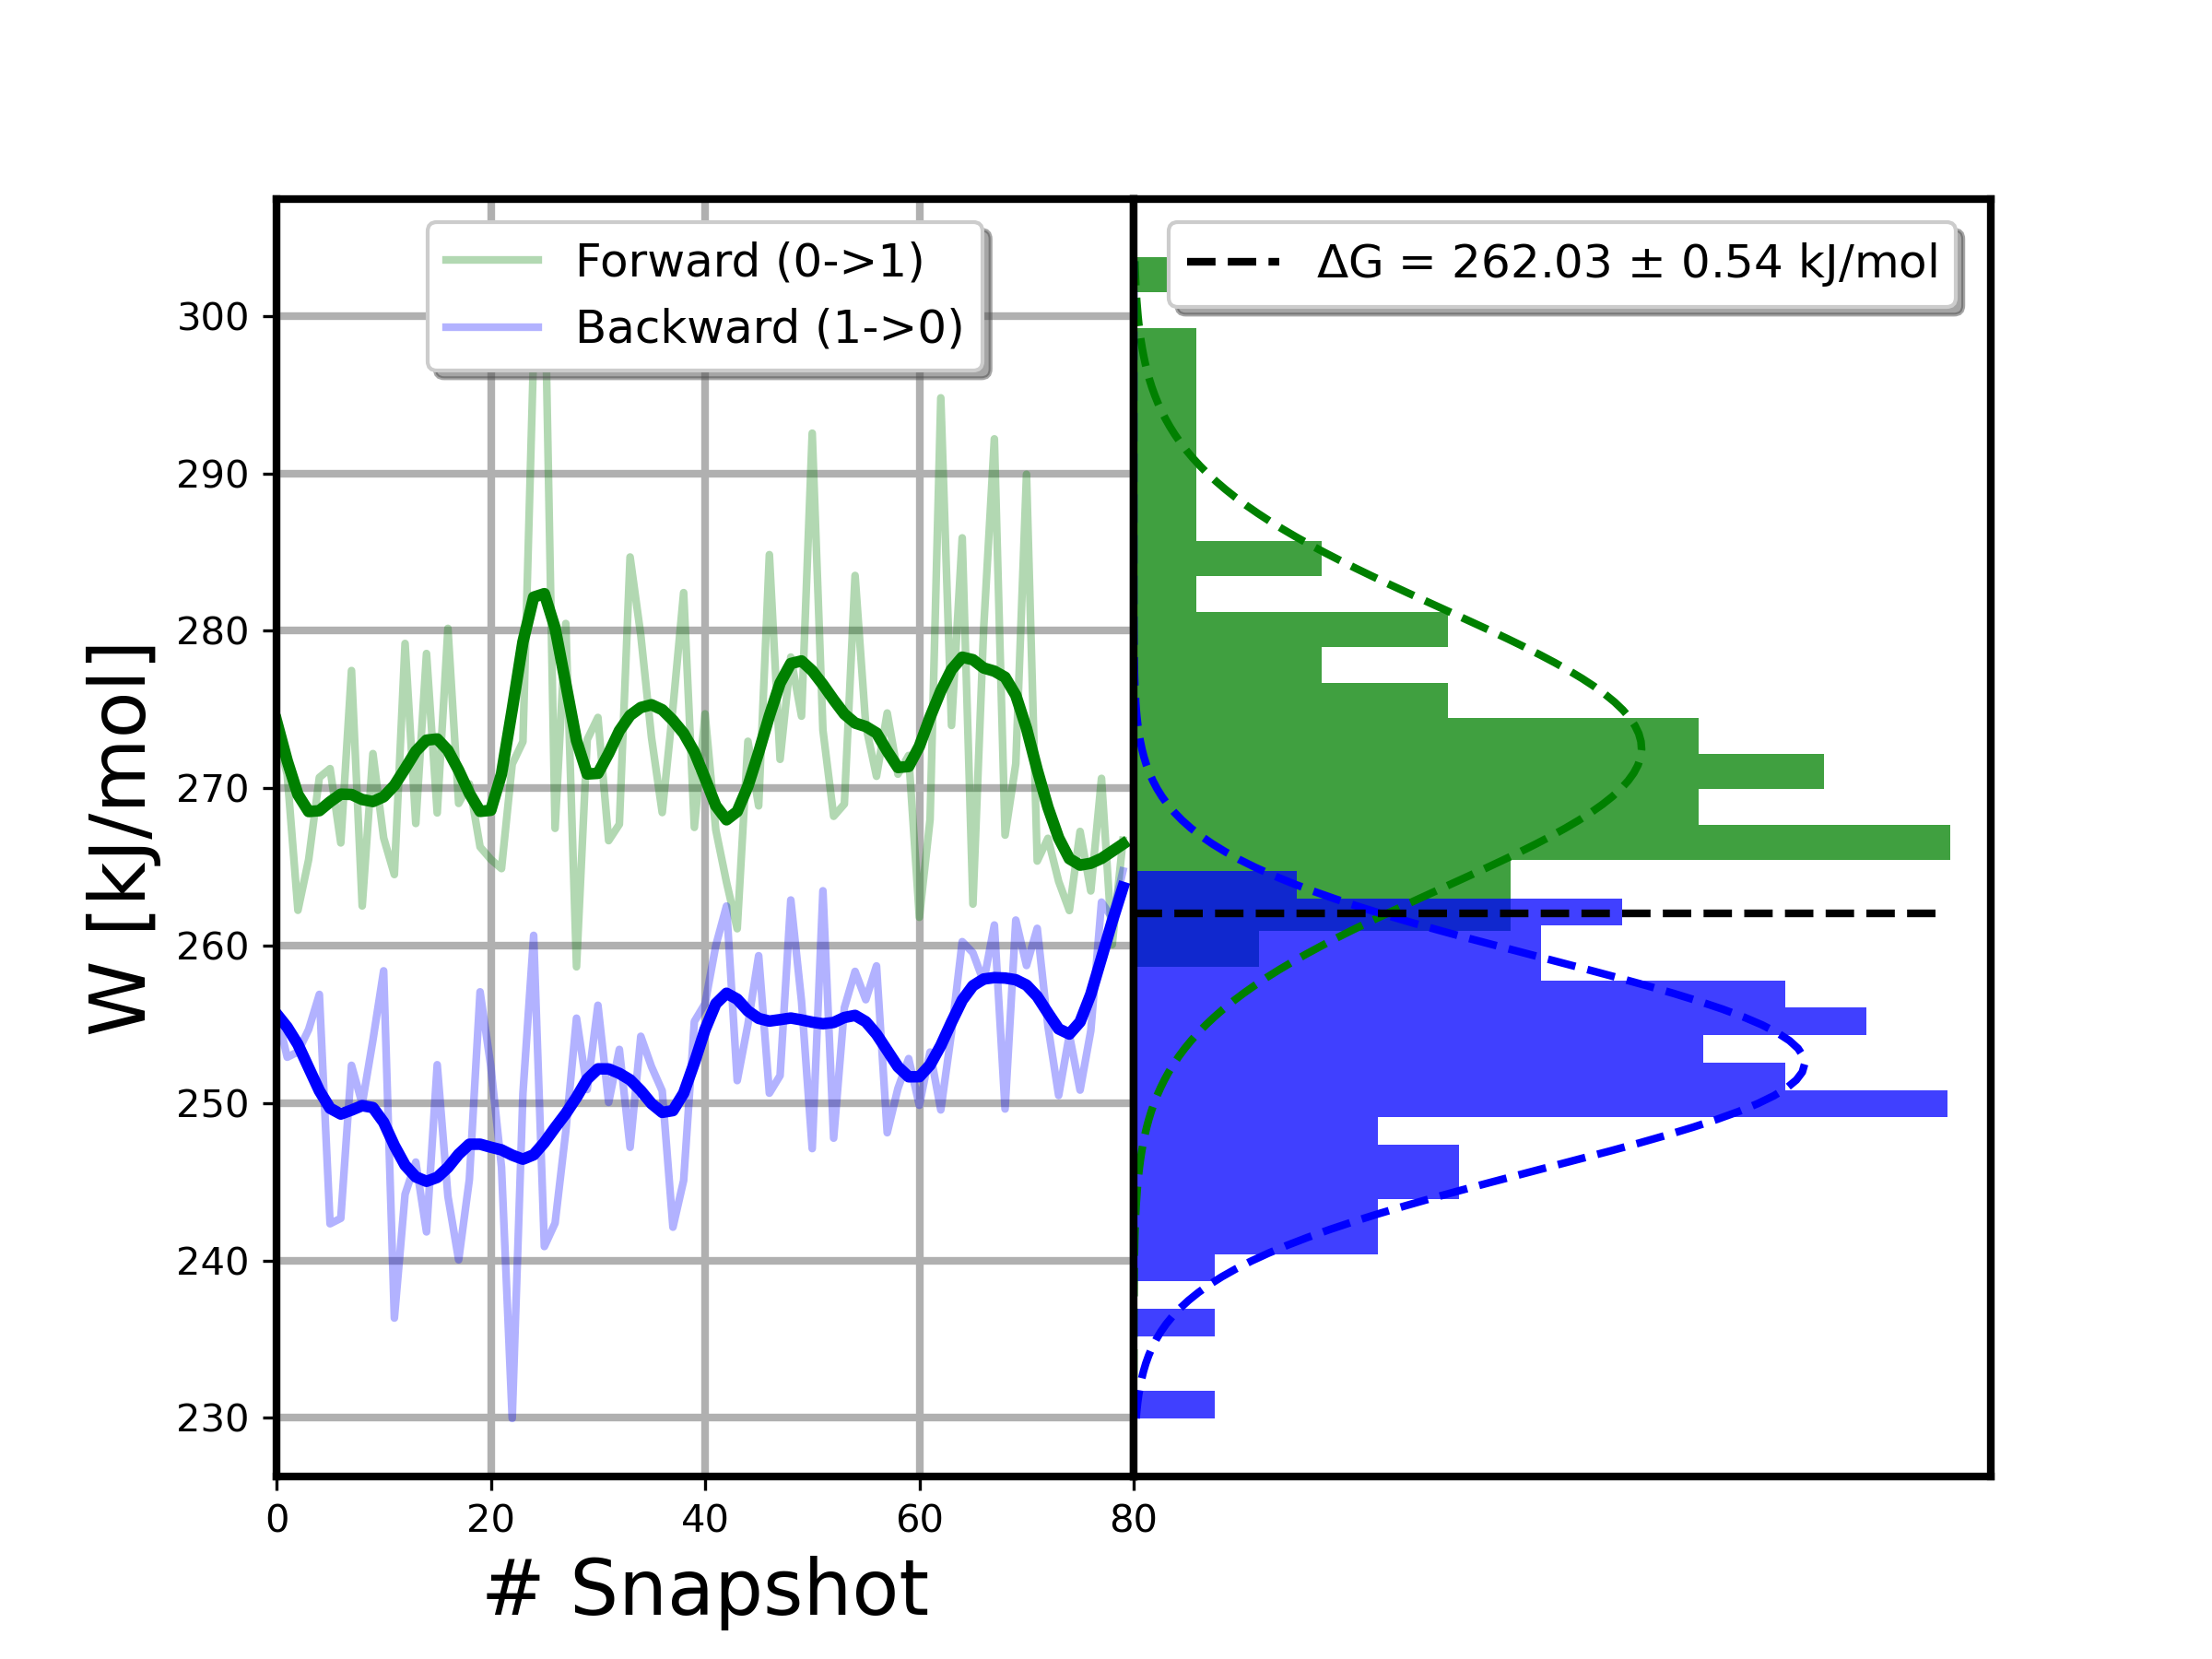 Forward (0->1)
Backward (1->0)
ΔG = 262.03 ± 0.54 kJ/mol
W [kJ/mol]
300
290
280
270
260
250
240
230
0 20 40 60 80
# Snapshot